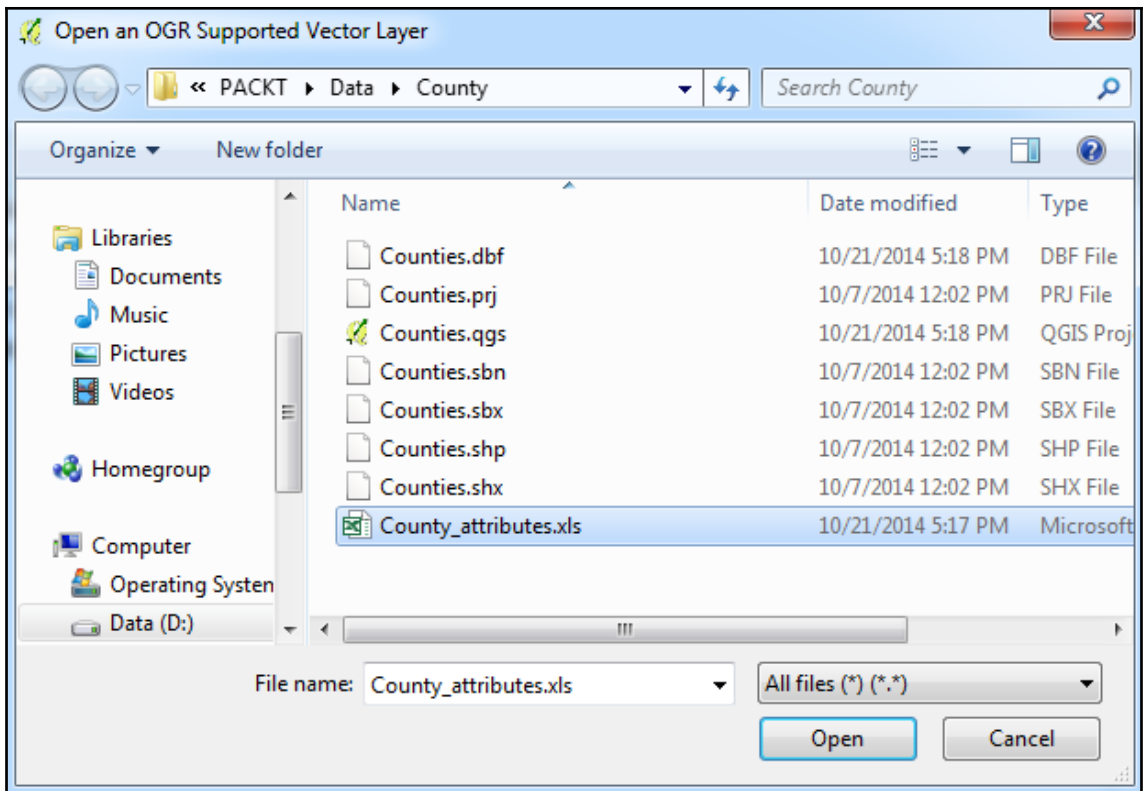 Open an OGR Supported Vector Layer
« PACKT ▸ Data ▸ County
Search County
Organize
New folder
Name Date modified Type
Libraries
Documents
Music
Pictures
Videos
Homegroup
Computer
Operating System
Data (D:)
Counties.dbf 10/21/2014 5:18 PM DBF File
Counties.prj 10/7/2014 12:02 PM PRJ File
Counties.qgs 10/21/2014 5:18 PM QGIS Proj
Counties.sbn 10/7/2014 12:02 PM SBN File
Counties.sbx 10/7/2014 12:02 PM SBX File
Counties.shp 10/7/2014 12:02 PM SHP File
Counties.shx 10/7/2014 12:02 PM SHX File
County_attributes.xls 10/21/2014 5:17 PM Microsoft
File name: County_attributes.xls
All files (*) (*.*)
Open Cancel